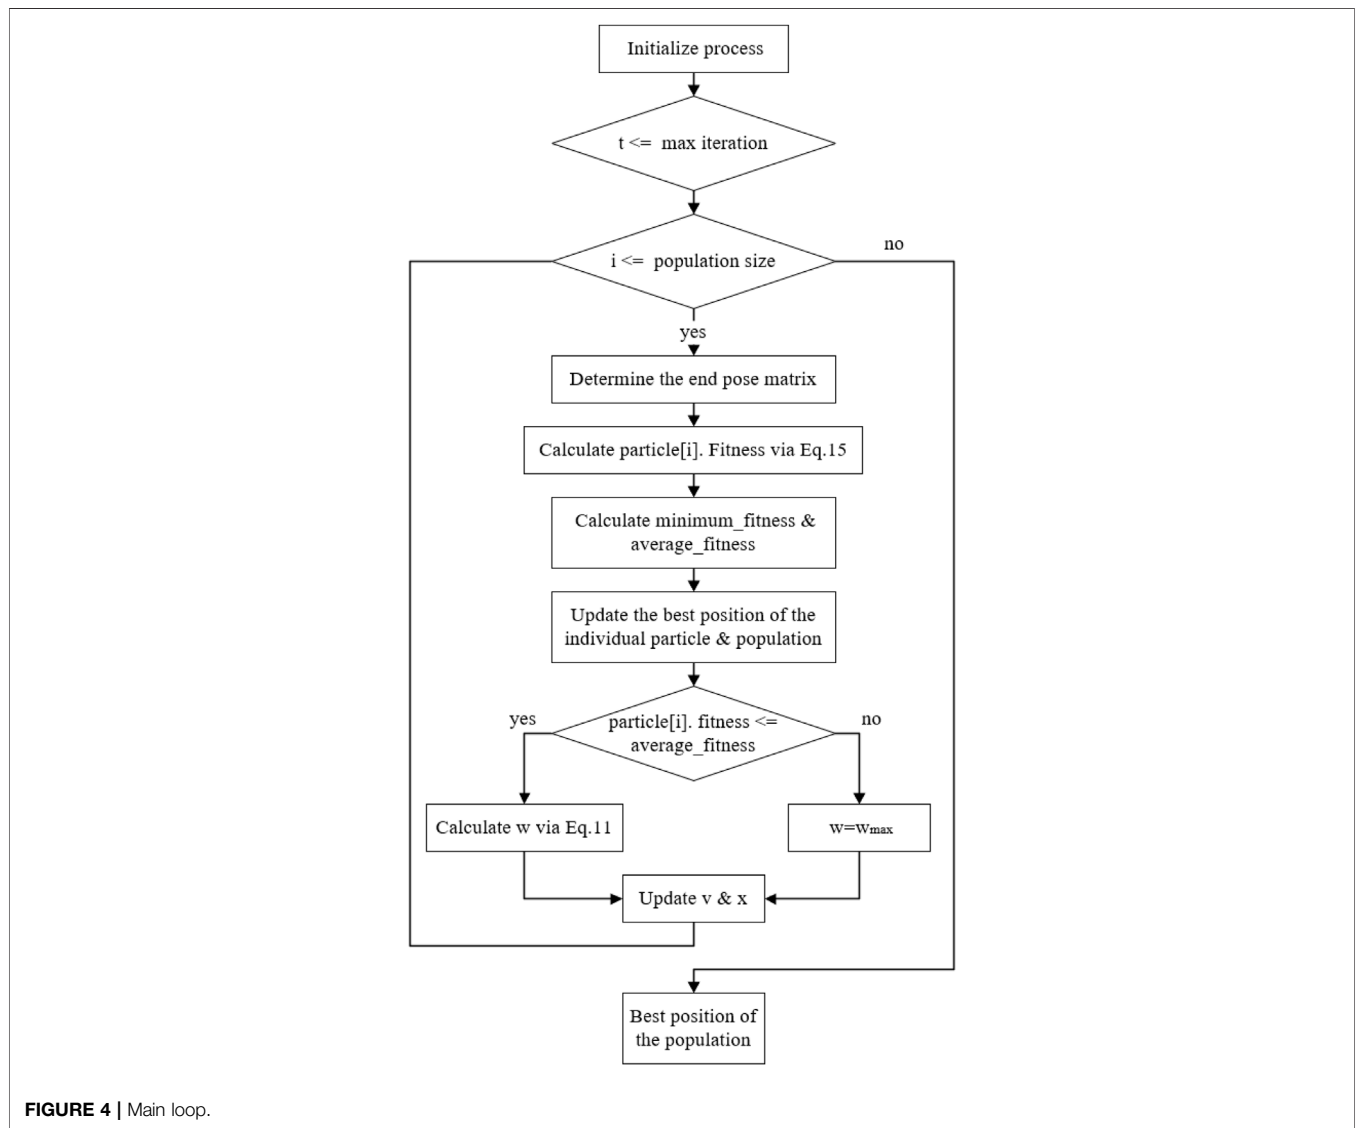 Initialize process
t <= max iteration
i <= population size
no
yes
Determine the end pose matrix
Calculate particle[i]. Fitness via Eq.15
Calculate minimum_fitness &
average_fitness
Update the best position of the
individual particle & population
yes
particle[i]. fitness <=
average_fitness
no
Calculate w via Eq.11
w=wmax
Update v & x
Best position of
the population
FIGURE 4 | Main loop.